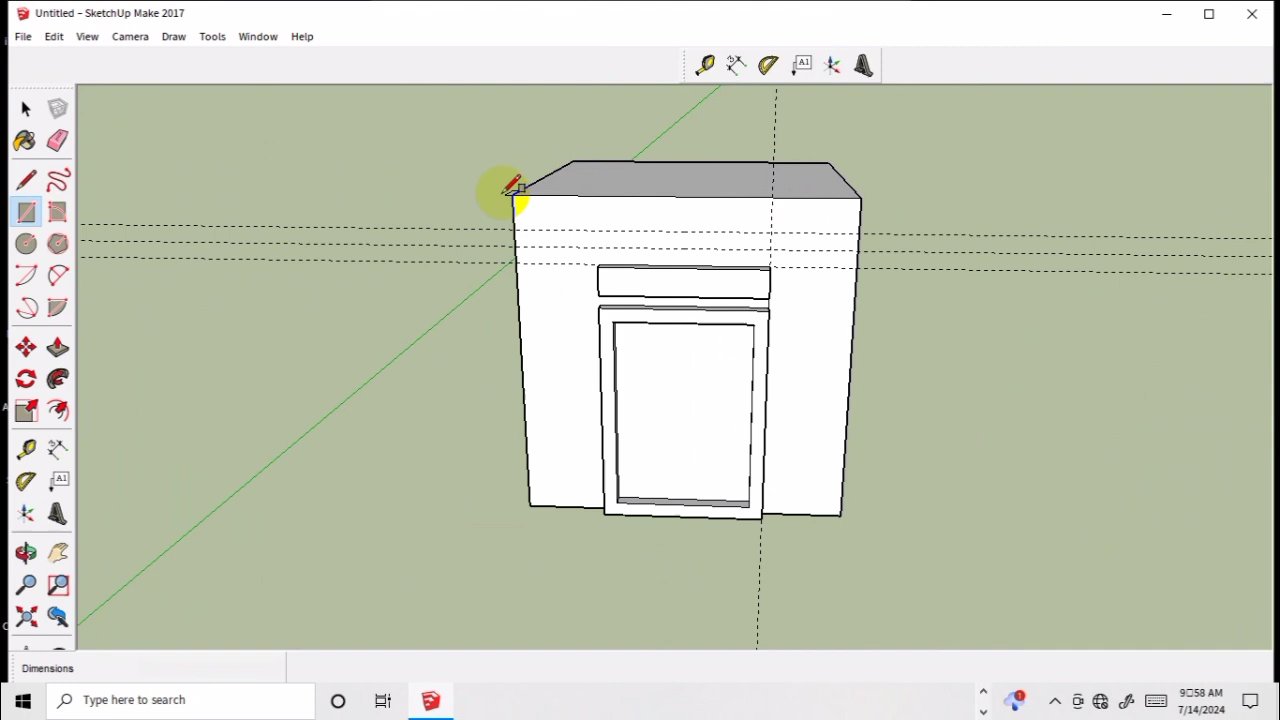 Untitled – SketchUp Make 2017
File Edit View Camera Draw Tools Window Help
A1
A1
Dimensions
Type here to search
1
9□58 AM
7/14/2024